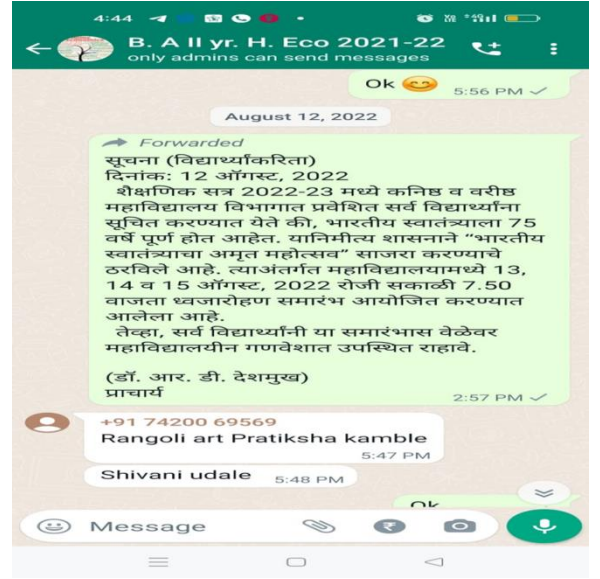 4:44
B. A II yr. H. Eco 2021-22
only admins can send messages
Ok 😊 5:56 PM
August 12, 2022
Forwarded
सूचना (विद्यार्थ्यांकरिता)
दिनांक: 12 ऑगस्ट, 2022
शैक्षणिक सत्र 2022-23 मध्ये कनिष्ठ व वरीष्ठ
महाविद्यालय विभागात प्रवेशित सर्व विद्यार्थ्यांना
सूचित करण्यात येते की, भारतीय स्वातंत्र्याला 75
वर्षे पूर्ण होत आहेत. यानिमीत्य शासनाने “भारतीय
स्वातंत्र्याचा अमृत महोत्सव” साजरा करण्याचे
ठरविले आहे. त्याअंतर्गत महाविद्यालयामध्ये 13,
14 व 15 ऑगस्ट, 2022 रोजी सकाळी 7.50
वाजता ध्वजारोहण समारंभ आयोजित करण्यात
आलेला आहे.
तेव्हा, सर्व विद्यार्थ्यांनी या समारंभास वेळेवर
महाविद्यालयीन गणवेशात उपस्थित राहावे.
(डॉ. आर. डी. देशमुख)
प्राचार्य
2:57 PM
+91 74200 69569
Rangoli art Pratiksha kamble
5:47 PM
Shivani udale 5:48 PM
Ok
Message